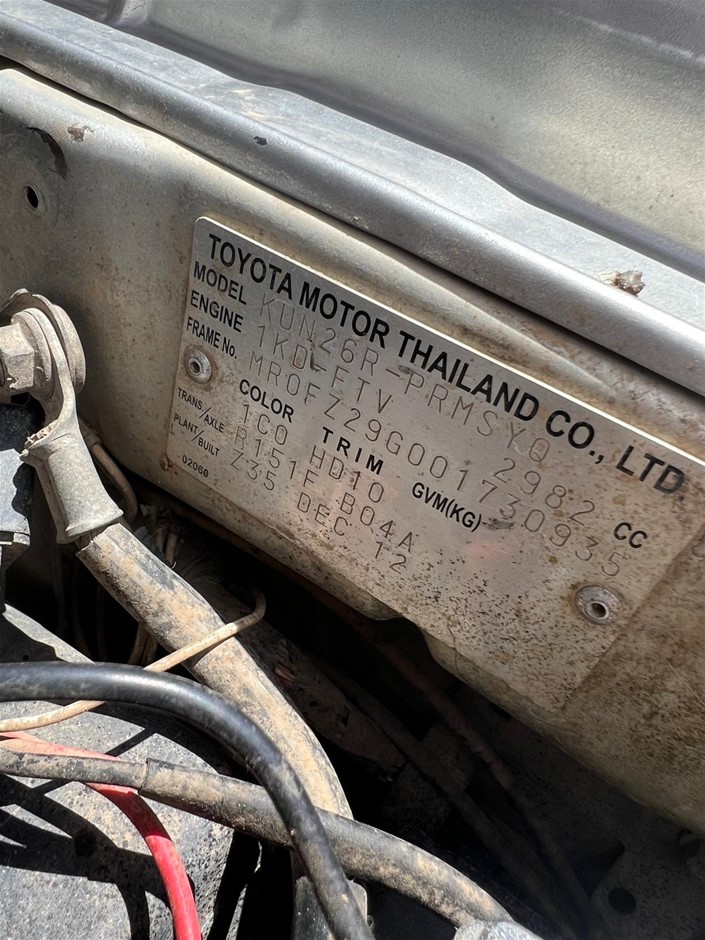 TOYOTA MOTOR THAILAND CO., LTD.
MODEL KUN26R-PRMSYQ
ENGINE 1KD-FTV 2982 CC
FRAME No. MR0FZ29G001730935
COLOR TRIM GVM(KG)
1C0 HD10
TRANS/AXLE R151F B04A
PLANT/BUILT Z35 DEC 12
02060